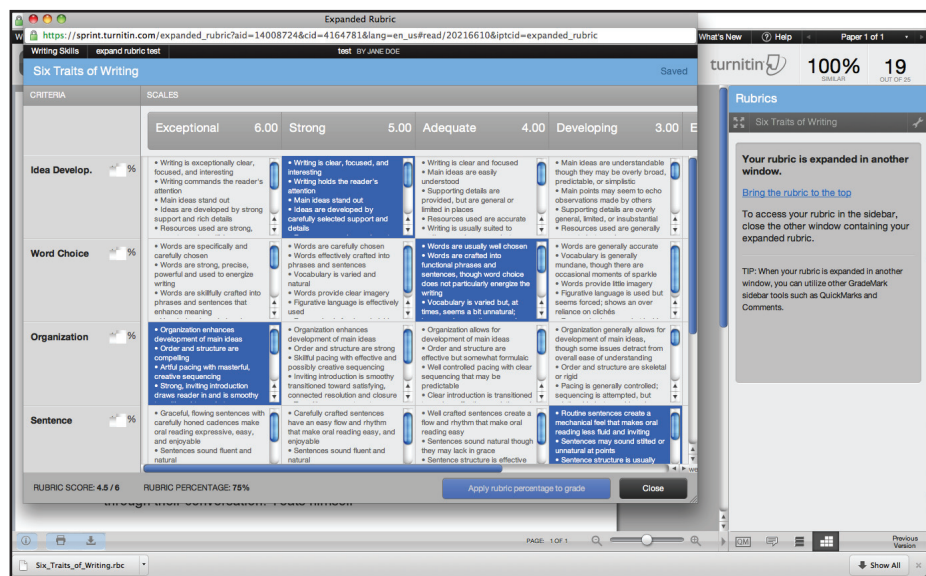 Expanded Rubric
https://sprint.turnitin.com/expanded_rubric?aid=14008724&cid=4164781&lang=en_us#read/20216610&iptcid=expanded_rubric
Writing Skills expand rubric test
test BY JANE DOE
What's New
Help
Paper 1 of 1
turnitin
100%
SIMILAR
19
OUT OF 25
Six Traits of Writing
Saved
CRITERIA
SCALES
Exceptional 6.00
Strong 5.00
Adequate 4.00
Developing 3.00
E
Idea Develop. %
• Writing is exceptionally clear,
focused, and interesting
• Writing commands the reader's
attention
• Main ideas stand out
• Ideas are developed by strong
support and rich details
• Resources used are strong,
• Writing is clear, focused, and
interesting
• Writing holds the reader's
attention
• Main ideas stand out
• Ideas are developed by
carefully selected support and
details
• Writing is clear and focused
• Main ideas are easily
understood
• Supporting details are
provided, but are general or
limited in places
• Resources used are accurate
• Writing is usually suited to
• Main ideas are understandable
though they may be overly broad,
predictable, or simplistic
• Main points may seem to echo
observations made by others
• Supporting details are overly
general, limited, or insubstantial
• Resources used are generally
Word Choice %
• Words are specifically and
carefully chosen
• Words are strong, precise,
powerful and used to energize
writing
• Words are skillfully crafted into
phrases and sentences that
enhance meaning
• Words are carefully chosen
• Words effectively crafted into
phrases and sentences
• Vocabulary is varied and
natural
• Words provide clear imagery
• Figurative language is effectively
used
• Words are usually well chosen
• Words are crafted into
functional phrases and
sentences, though word choice
does not particularly energize the
writing
• Vocabulary is varied but, at
times, seems a bit unnatural;
• Words are generally accurate
• Vocabulary is generally
mundane, though there are
occasional moments of sparkle
• Words provide little imagery
• Figurative language is used but
seems forced; shows an over
reliance on clichés
Organization %
• Organization enhances
development of main ideas
• Order and structure are
compelling
• Artful pacing with masterful,
creative sequencing
• Strong, inviting introduction
draws reader in and is smoothy
• Organization enhances
development of main ideas
• Order and structure are strong
• Skillful pacing with effective and
possibly creative sequencing
• Inviting introduction is smoothy
transitioned toward satisfying,
connected resolution and closure
• Organization allows for
development of main ideas
• Order and structure are
effective but somewhat formulaic
• Well controlled pacing with clear
sequencing that may be
predictable
• Clear introduction is transitioned
• Organization generally allows for
development of main ideas,
though some issues detract from
overall ease of understanding
• Order and structure are skeletal
or rigid
• Pacing is generally controlled;
sequencing is attempted, but
Sentence %
• Graceful, flowing sentences with
carefully honed cadences make
oral reading expressive, easy,
and enjoyable
• Sentences sound fluent and
natural
• Carefully crafted sentences
have an easy flow and rhythm
that make oral reading easy, and
enjoyable
• Sentences sound fluent and
natural
• Well crafted sentences create a
flow and rhythm that make oral
reading easy
• Sentences sound natural though
they may lack in grace
• Sentence structure is effective
• Routine sentences create a
mechanical feel that makes oral
reading less fluid and inviting
• Sentences may sound stilted or
unnatural at points
• Sentence structure is usually
RUBRIC SCORE: 4.5 / 6
RUBRIC PERCENTAGE: 75%
Apply rubric percentage to grade
Close
Rubrics
Six Traits of Writing
Your rubric is expanded in another
window.
Bring the rubric to the top
To access your rubric in the sidebar,
close the other window containing your
expanded rubric.
TIP: When your rubric is expanded in another
window, you can utilize other GradeMark
sidebar tools such as QuickMarks and
Comments.
PAGE: 1 OF 1
QM
Previous
Version
Six_Traits_of_Writing.rbc
Show All